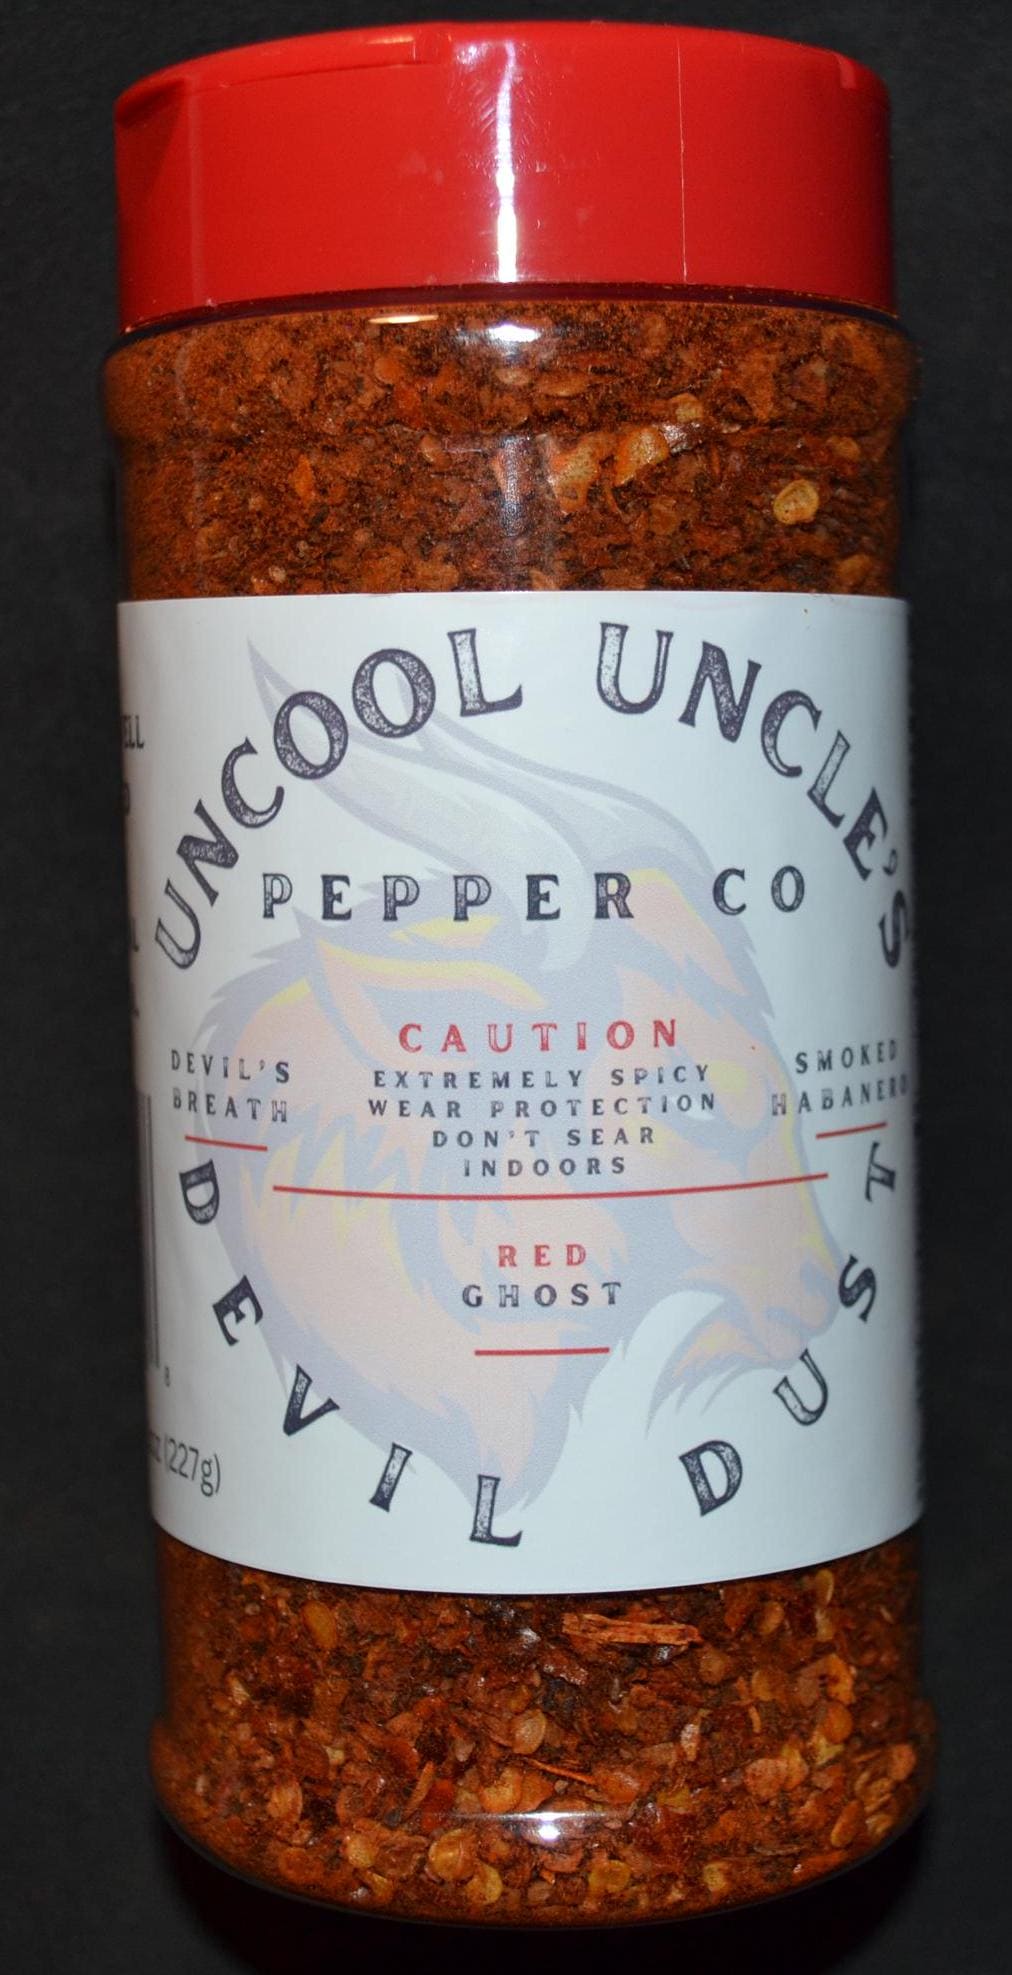 UNCOOL UNCLE'S
PEPPER CO
CAUTION
EXTREMELY SPICY
WEAR PROTECTION
DON'T SEAR
INDOORS
DEVIL'S
BREATH
SMOKED
HABANERO
RED
GHOST
DEVIL DUST
(227g)
8